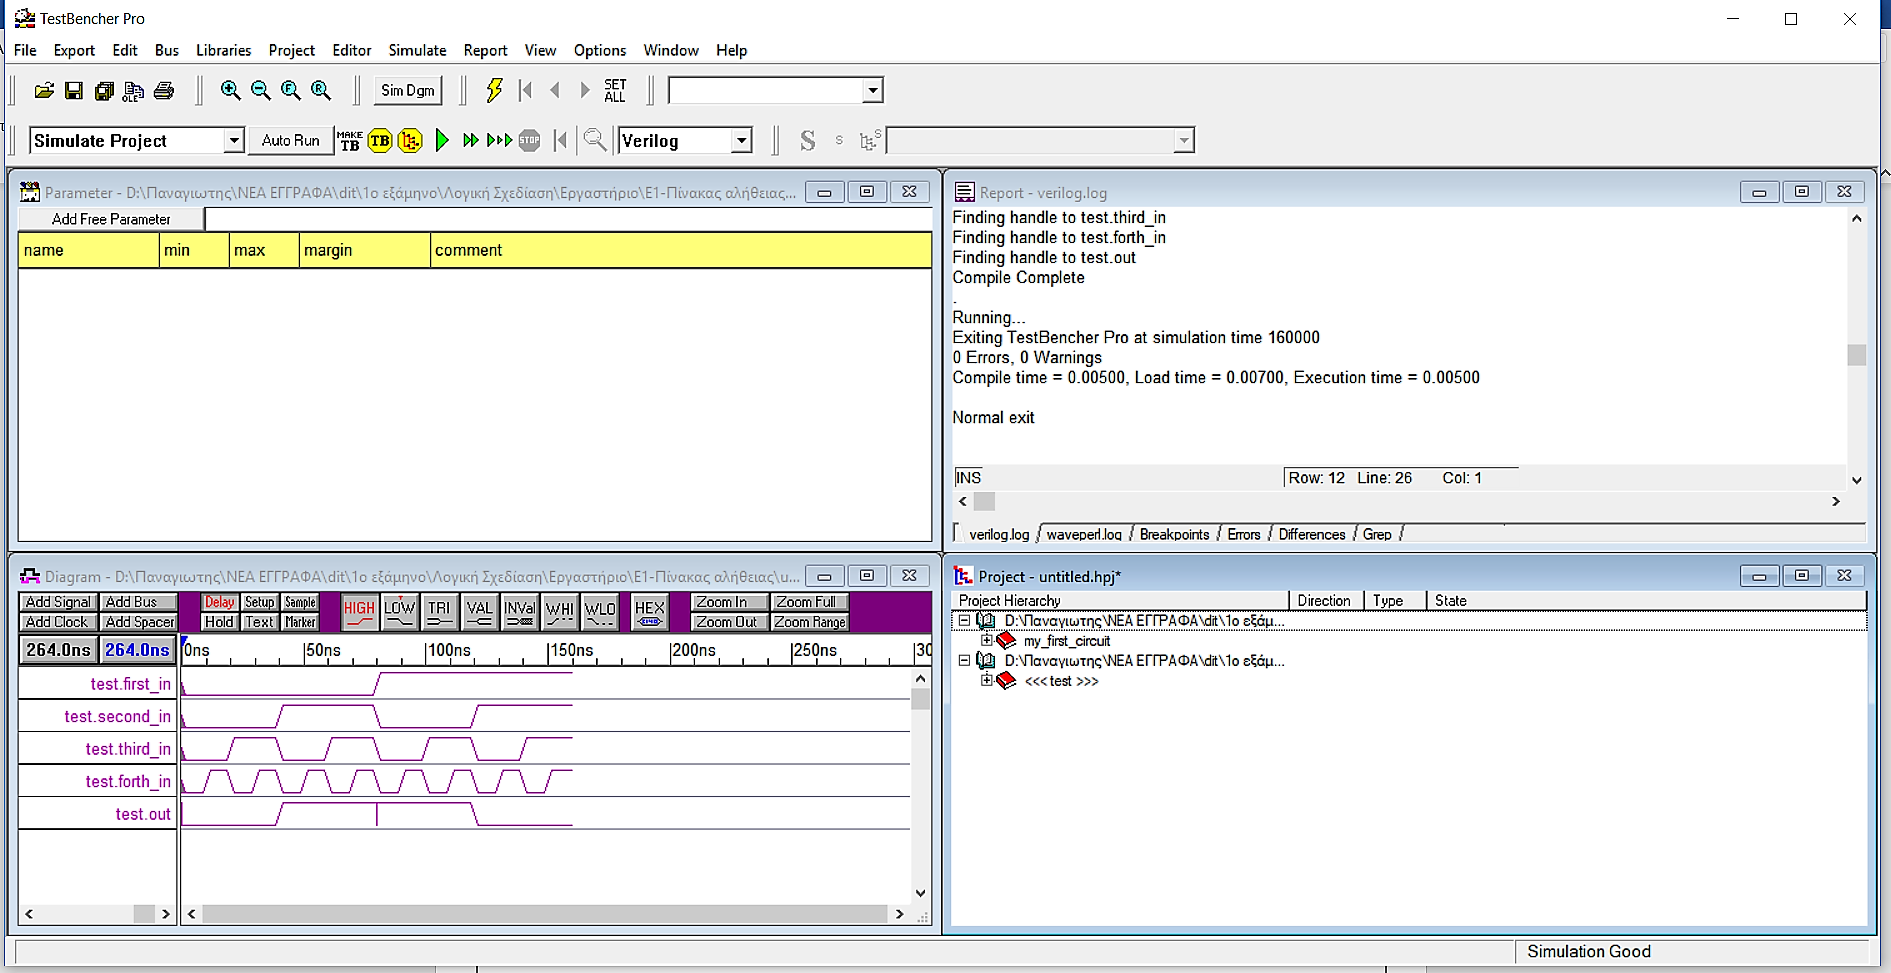 TestBencher Pro
File Export Edit Bus Libraries Project Editor Simulate Report View Options Window Help
OLE F R Sim Dgm SET ALL
Simulate Project Auto Run MAKE TB TB STOP Verilog S s S
Parameter - D:\Παναγιωτης\ΝΕΑ ΕΓΓΡΑΦΑ\dit\1ο εξάμηνο\Λογική Σχεδίαση\Εργαστήριο\Ε1-Πίνακας αλήθειας...
Add Free Parameter
name min max margin comment
Report - verilog.log
Finding handle to test.third_in
Finding handle to test.forth_in
Finding handle to test.out
Compile Complete
.
Running...
Exiting TestBencher Pro at simulation time 160000
0 Errors, 0 Warnings
Compile time = 0.00500, Load time = 0.00700, Execution time = 0.00500
Normal exit
INS Row: 12 Line: 26 Col: 1
verilog.log waveperl.log Breakpoints Errors Differences Grep
Diagram - D:\Παναγιωτης\ΝΕΑ ΕΓΓΡΑΦΑ\dit\1ο εξάμηνο\Λογική Σχεδίαση\Εργαστήριο\Ε1-Πίνακας αλήθειας\u...
Add Signal Add Bus Delay Setup Sample HIGH LOW TRI VAL INVal WHI WLO HEX Zoom In Zoom Full
Add Clock Add Spacer Hold Text Marker Zoom Out Zoom Range
264.0ns 264.0ns 0ns 50ns 100ns 150ns 200ns 250ns 30
test.first_in
test.second_in
test.third_in
test.forth_in
test.out
Project - untitled.hpj*
Project Hierarchy Direction Type State
D:\Παναγιωτης\ΝΕΑ ΕΓΓΡΑΦΑ\dit\1ο εξάμ...
my_first_circuit
D:\Παναγιωτης\ΝΕΑ ΕΓΓΡΑΦΑ\dit\1ο εξάμ...
<<< test >>>
Simulation Good